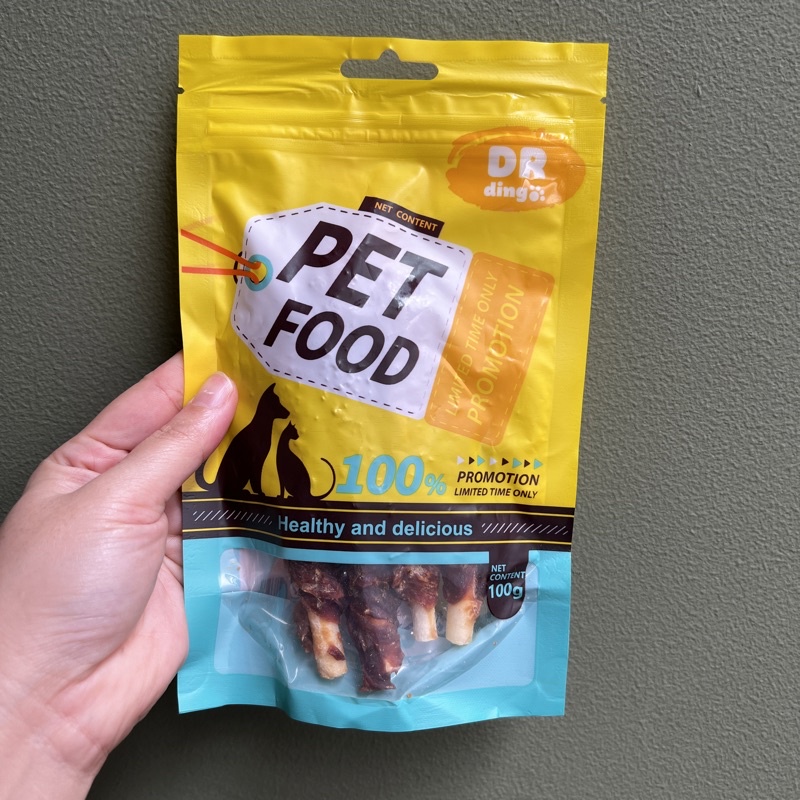 DR
dingo
NET CONTENT
PET
FOOD
LIMITED TIME ONLY
PROMOTION
100%
PROMOTION
LIMITED TIME ONLY
Healthy and delicious
NET
CONTENT
100g